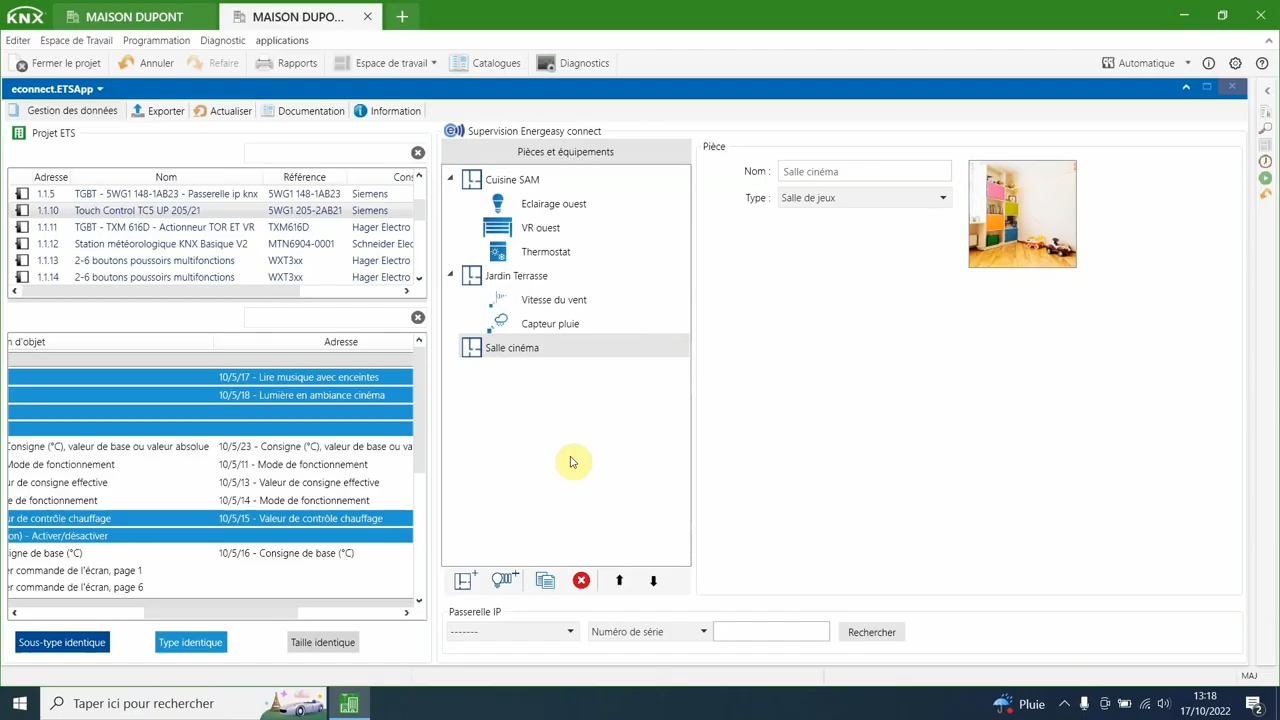 KNX
MAISON DUPONT
MAISON DUPO...
Editer Espace de Travail Programmation Diagnostic applications
Fermer le projet Annuler Refaire Rapports Espace de travail Catalogues Diagnostics Automatique
econnect.ETSApp
Gestion des données Exporter Actualiser Documentation Information
Projet ETS
Adresse Nom Référence Cons
1.1.5 TGBT - 5WG1 148-1AB23 - Passerelle ip knx 5WG1 148-1AB23 Siemens
1.1.10 Touch Control TC5 UP 205/21 5WG1 205-2AB21 Siemens
1.1.11 TGBT - TXM 616D - Actionneur TOR ET VR TXM616D Hager Electro
1.1.12 Station météorologique KNX Basique V2 MTN6904-0001 Schneider Elec
1.1.13 2-6 boutons poussoirs multifonctions WXT3xx Hager Electro
1.1.14 2-6 boutons poussoirs multifonctions WXT3xx Hager Electro
n d'objet Adresse
10/5/17 - Lire musique avec enceintes
10/5/18 - Lumière en ambiance cinéma
Consigne (°C), valeur de base ou valeur absolue 10/5/23 - Consigne (°C), valeur de base ou va
Mode de fonctionnement 10/5/11 - Mode de fonctionnement
ur de consigne effective 10/5/13 - Valeur de consigne effective
e de fonctionnement 10/5/14 - Mode de fonctionnement
ur de contrôle chauffage 10/5/15 - Valeur de contrôle chauffage
on) - Activer/désactiver
igne de base (°C) 10/5/16 - Consigne de base (°C)
er commande de l'écran, page 1
er commande de l'écran, page 6
Sous-type identique Type identique Taille identique
Supervision Energeasy connect
Pièces et équipements
Cuisine SAM
Eclairage ouest
VR ouest
Thermostat
Jardin Terrasse
Vitesse du vent
Capteur pluie
Salle cinéma
Passerelle IP
------- Numéro de série Rechercher
Pièce
Nom : Salle cinéma
Type : Salle de jeux
MAJ
Taper ici pour rechercher
Pluie
13:18
17/10/2022
2